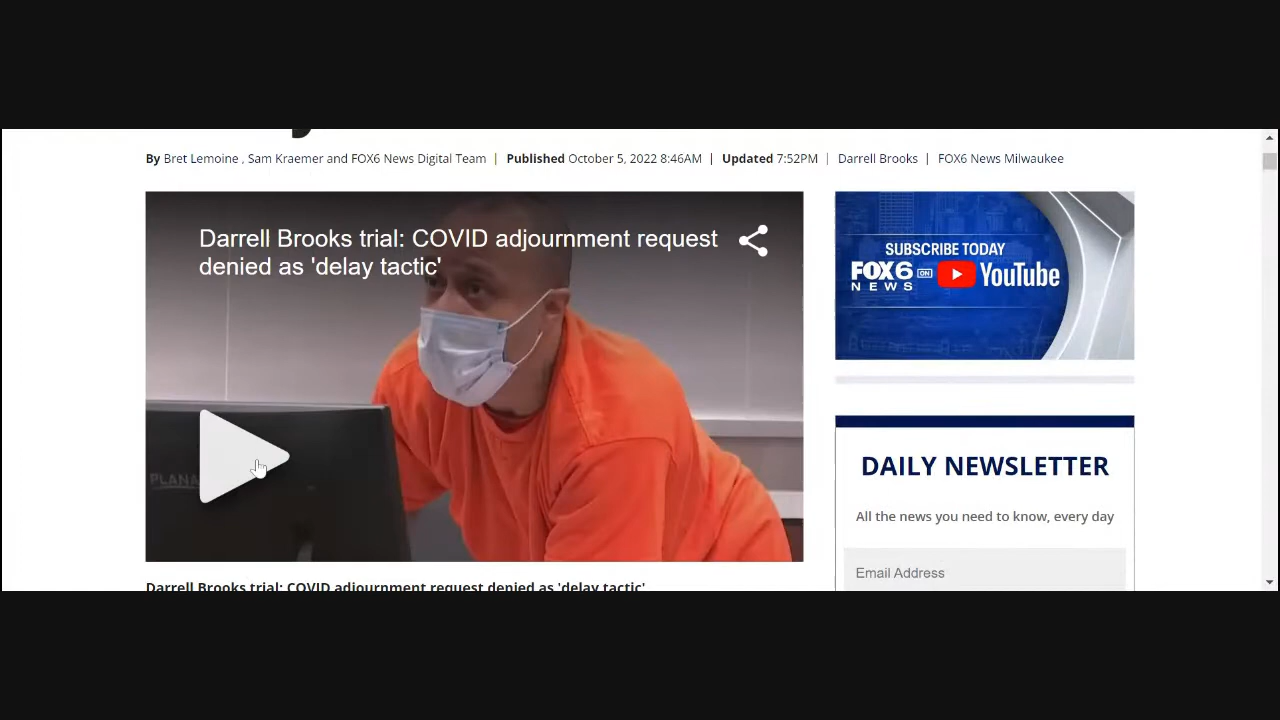 By Bret Lemoine , Sam Kraemer and FOX6 News Digital Team | Published October 5, 2022 8:46AM | Updated 7:52PM | Darrell Brooks | FOX6 News Milwaukee
Darrell Brooks trial: COVID adjournment request
denied as 'delay tactic'
PLANA
Darrell Brooks trial: COVID adjournment request denied as 'delay tactic'
SUBSCRIBE TODAY
FOX6 NEWS ON YouTube
DAILY NEWSLETTER
All the news you need to know, every day
Email Address